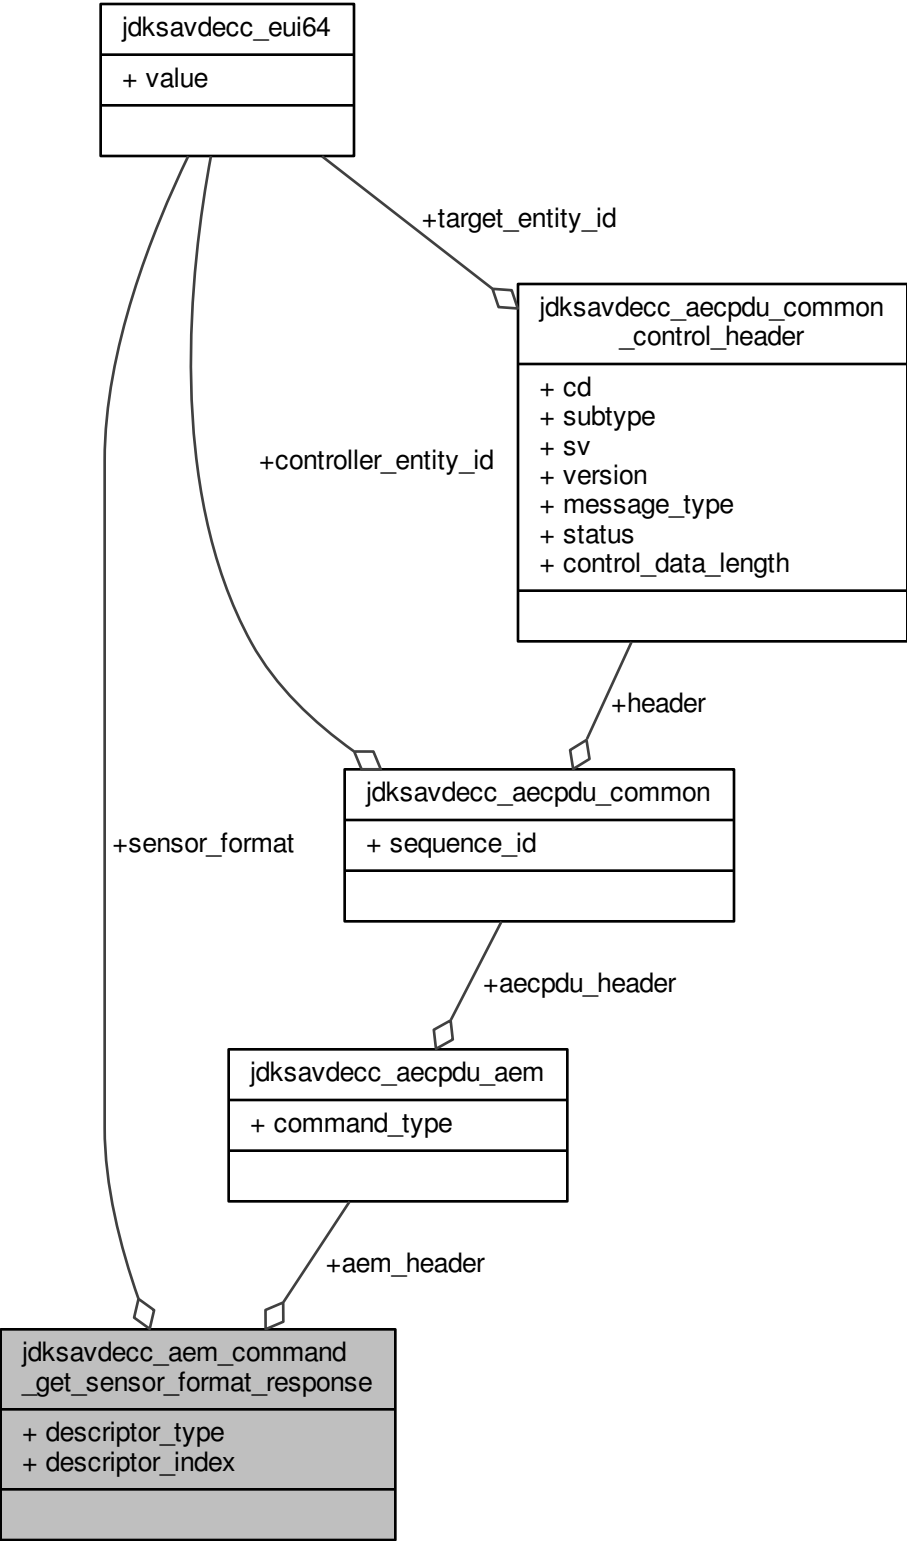 jdksavdecc_eui64
+ value
+target_entity_id
jdksavdecc_aecpdu_common
_control_header
+ cd
+ subtype
+ sv
+ version
+ message_type
+ status
+ control_data_length
+controller_entity_id
+header
jdksavdecc_aecpdu_common
+ sequence_id
+sensor_format
+aecpdu_header
jdksavdecc_aecpdu_aem
+ command_type
+aem_header
jdksavdecc_aem_command
_get_sensor_format_response
+ descriptor_type
+ descriptor_index